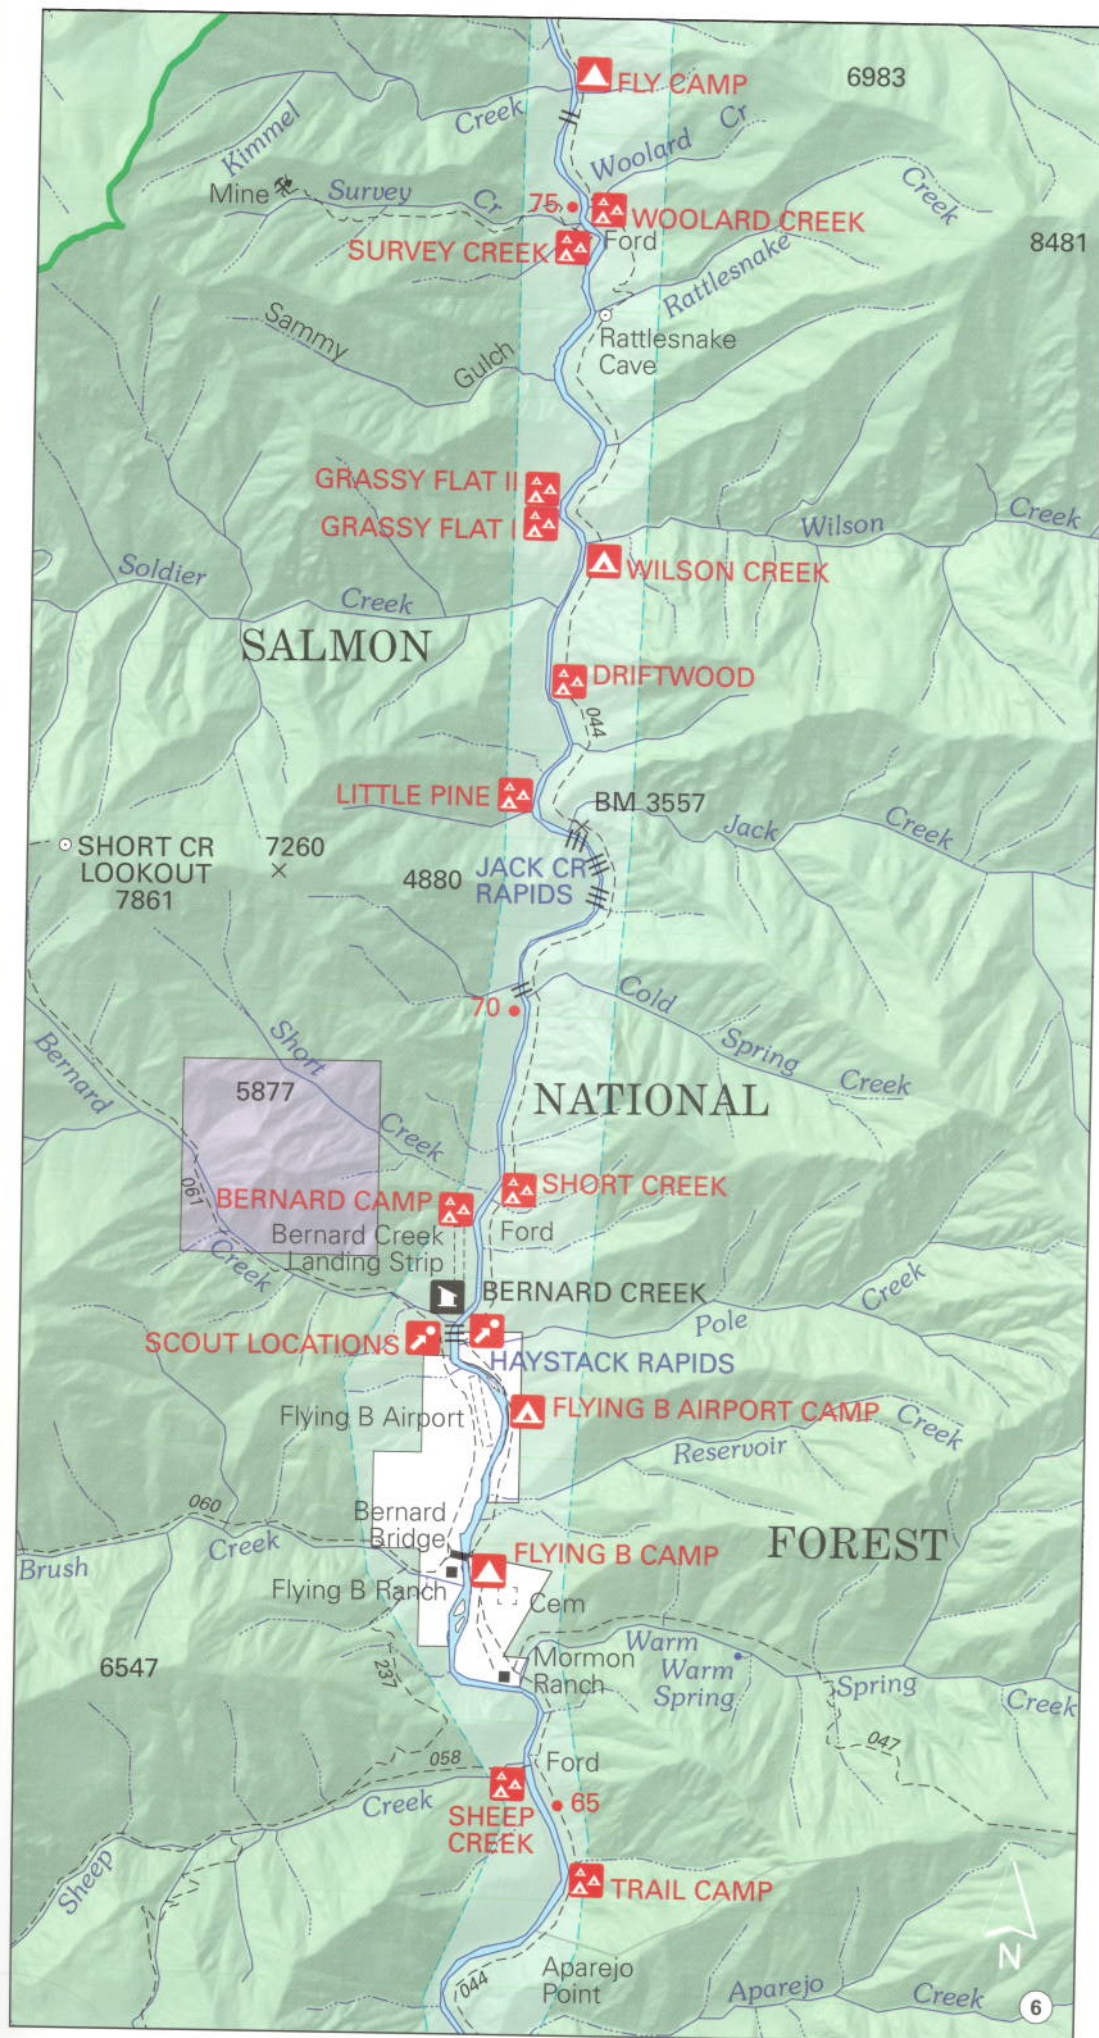 FLY CAMP
6983
Kimmel
Creek
Woolard
Cr
Mine
Survey
Cr
Creek
75
WOOLARD CREEK
SURVEY CREEK
Ford
8481
Rattlesnake
Sammy
Gulch
Rattlesnake
Cave
GRASSY FLAT II
GRASSY FLAT I
Wilson
Creek
Soldier
Creek
WILSON CREEK
SALMON
DRIFTWOOD
044
LITTLE PINE
BM 3557
Jack
Creek
SHORT CR
LOOKOUT
7861
7260
4880
JACK CR
RAPIDS
70
Cold
Spring
Creek
Bernard
Short
Creek
5877
NATIONAL
061
Creek
BERNARD CAMP
SHORT CREEK
Bernard Creek
Landing Strip
Ford
BERNARD CREEK
Pole
Creek
SCOUT LOCATIONS
HAYSTACK RAPIDS
Flying B Airport
FLYING B AIRPORT CAMP
Reservoir
Creek
060
Bernard
Bridge
Brush
Creek
FOREST
FLYING B CAMP
Flying B Ranch
Cem
6547
237
Mormon
Ranch
Warm
Warm
Spring
Spring
Creek
047
058
Ford
Creek
65
SHEEP
CREEK
Sheep
TRAIL CAMP
044
Aparejo
Point
Aparejo
Creek
N
6